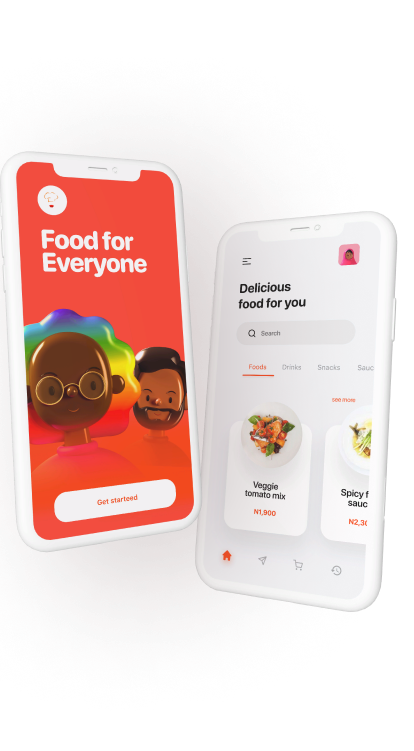 Food for
Everyone
Get starteed
Delicious
food for you
Search
Foods Drinks Snacks Sauc
see more
Veggie
tomato mix
N1,900
Spicy f
sauc
N2,3